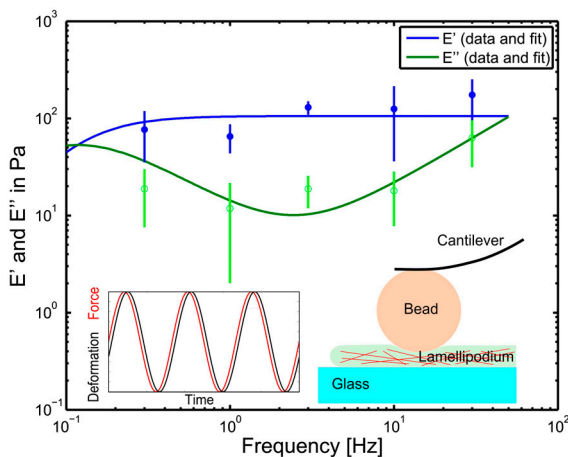 10³
10²
10¹
10⁰
10⁻¹
E' and E'' in Pa
E' (data and fit)
E'' (data and fit)
Cantilever
Bead
Lamellipodium
Glass
Deformation
Force
Time
10⁻¹
10⁰
10¹
10²
Frequency [Hz]